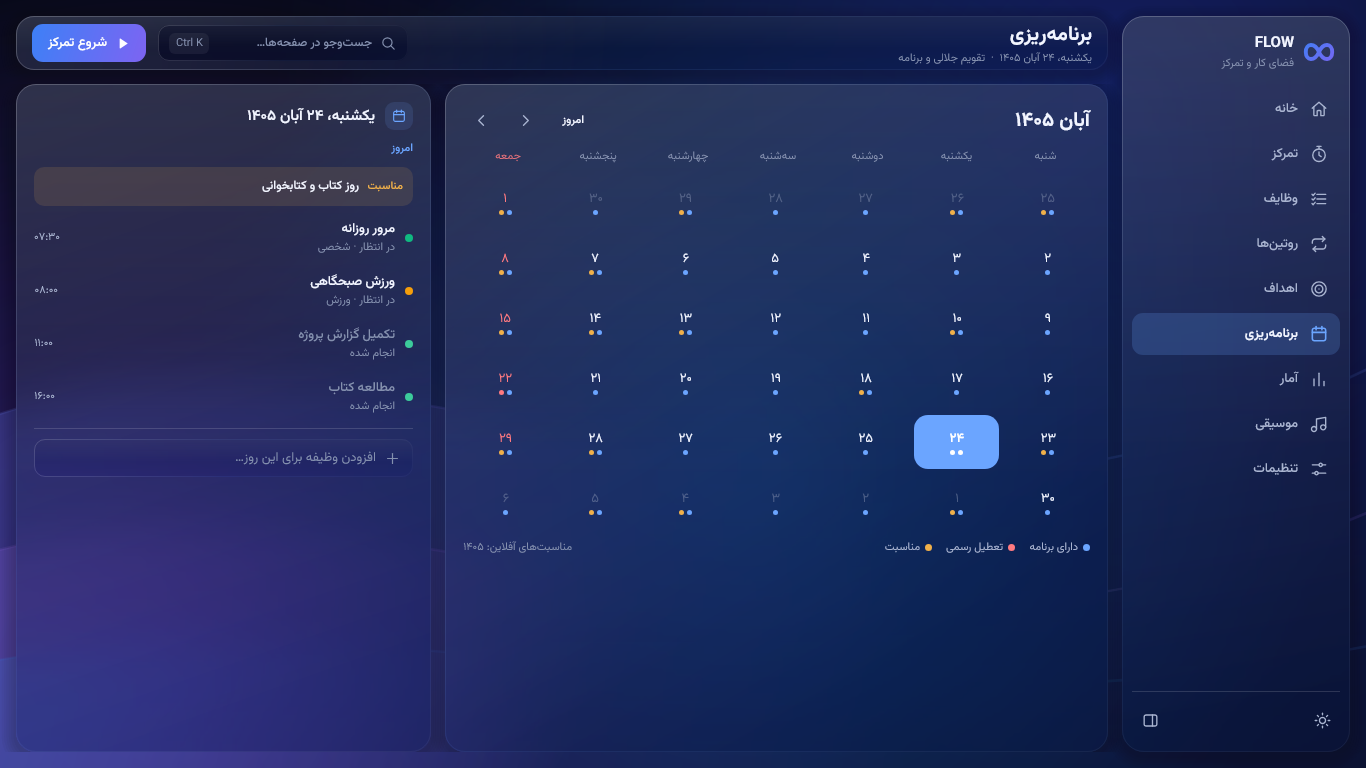 FLOW
فضای کار و تمرکز
خانه
تمرکز
وظایف
روتین‌ها
اهداف
برنامه‌ریزی
آمار
موسیقی
تنظیمات
برنامه‌ریزی
یکشنبه، ۲۴ آبان ۱۴۰۵ · تقویم جلالی و برنامه
جست‌وجو در صفحه‌ها… Ctrl K
شروع تمرکز
آبان ۱۴۰۵
امروز
شنبه یکشنبه دوشنبه سه‌شنبه چهارشنبه پنجشنبه جمعه
۲۵ ۲۶ ۲۷ ۲۸ ۲۹ ۳۰ ۱
۲ ۳ ۴ ۵ ۶ ۷ ۸
۹ ۱۰ ۱۱ ۱۲ ۱۳ ۱۴ ۱۵
۱۶ ۱۷ ۱۸ ۱۹ ۲۰ ۲۱ ۲۲
۲۳ ۲۴ ۲۵ ۲۶ ۲۷ ۲۸ ۲۹
۳۰ ۱ ۲ ۳ ۴ ۵ ۶
دارای برنامه تعطیل رسمی مناسبت
مناسبت‌های آفلاین: ۱۴۰۵
یکشنبه، ۲۴ آبان ۱۴۰۵
امروز
مناسبت روز کتاب و کتابخوانی
مرور روزانه ۰۷:۳۰
در انتظار · شخصی
ورزش صبحگاهی ۰۸:۰۰
در انتظار · ورزش
تکمیل گزارش پروژه ۱۱:۰۰
انجام شده
مطالعه کتاب ۱۶:۰۰
انجام شده
افزودن وظیفه برای این روز…